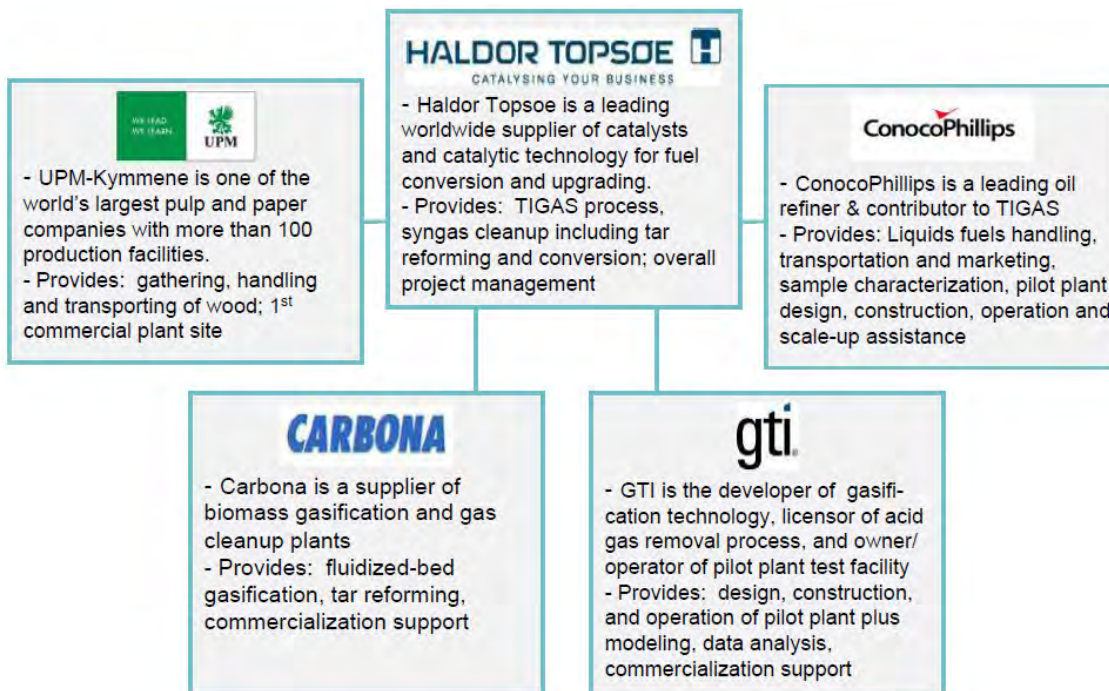 HALDOR TOPSØE
CATALYSING YOUR BUSINESS
- Haldor Topsoe is a leading
worldwide supplier of catalysts
and catalytic technology for fuel
conversion and upgrading.
- Provides: TIGAS process,
syngas cleanup including tar
reforming and conversion; overall
project management
WE LEAD.
WE LEARN.
UPM
- UPM-Kymmene is one of the
world's largest pulp and paper
companies with more than 100
production facilities.
- Provides: gathering, handling
and transporting of wood; 1st
commercial plant site
ConocoPhillips
- ConocoPhillips is a leading oil
refiner & contributor to TIGAS
- Provides: Liquids fuels handling,
transportation and marketing,
sample characterization, pilot plant
design, construction, operation and
scale-up assistance
CARBONA
- Carbona is a supplier of
biomass gasification and gas
cleanup plants
- Provides: fluidized-bed
gasification, tar reforming,
commercialization support
gti
- GTI is the developer of gasifi-
cation technology, licensor of acid
gas removal process, and owner/
operator of pilot plant test facility
- Provides: design, construction,
and operation of pilot plant plus
modeling, data analysis,
commercialization support